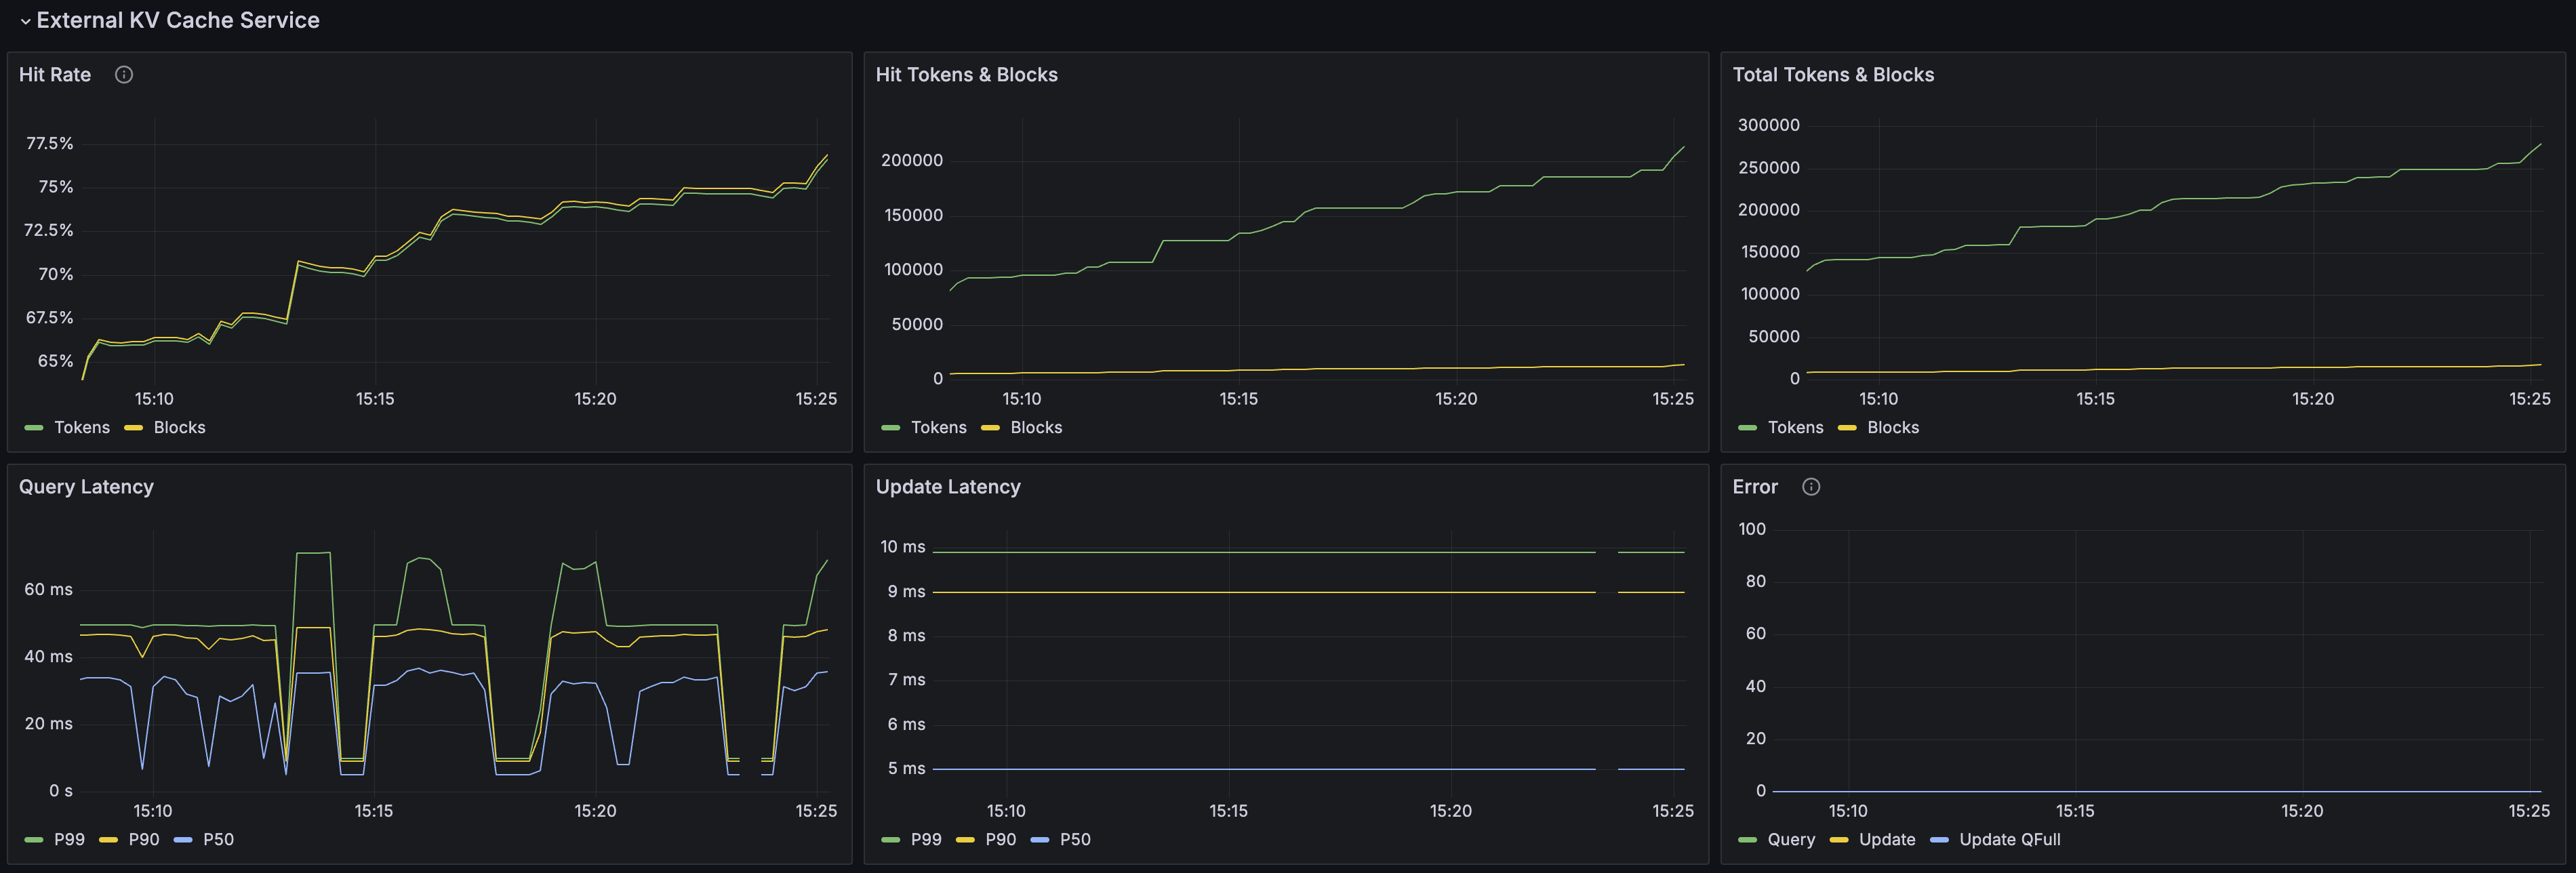 External KV Cache Service
Hit Rate
77.5%
75%
72.5%
70%
67.5%
65%
15:10 15:15 15:20 15:25
Tokens Blocks
Hit Tokens & Blocks
200000
150000
100000
50000
0
15:10 15:15 15:20 15:25
Tokens Blocks
Total Tokens & Blocks
300000
250000
200000
150000
100000
50000
0
15:10 15:15 15:20 15:25
Tokens Blocks
Query Latency
60 ms
40 ms
20 ms
0 s
15:10 15:15 15:20 15:25
P99 P90 P50
Update Latency
10 ms
9 ms
8 ms
7 ms
6 ms
5 ms
15:10 15:15 15:20 15:25
P99 P90 P50
Error
100
80
60
40
20
0
15:10 15:15 15:20 15:25
Query Update Update QFull